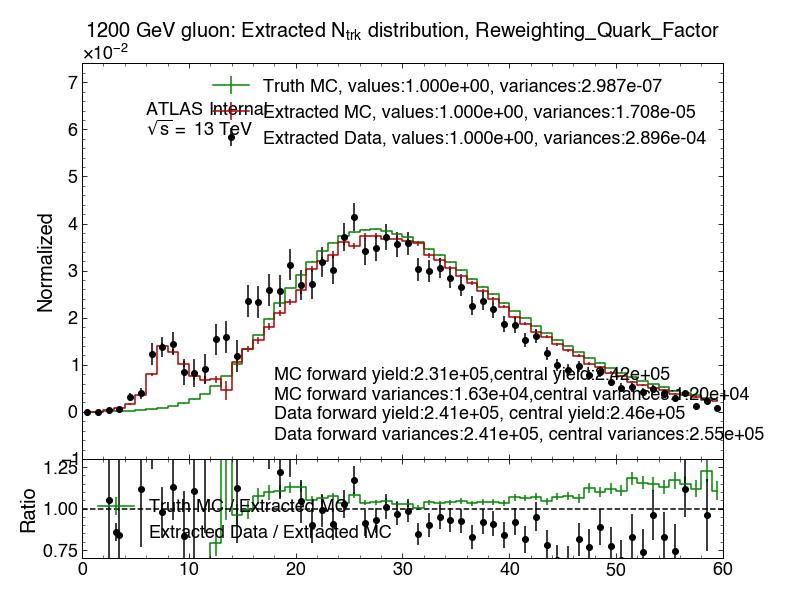 1200 GeV gluon: Extracted Ntrk distribution, Reweighting_Quark_Factor
×10−2
Truth MC, values:1.000e+00, variances:2.987e-07
ATLAS Internal
Extracted MC, values:1.000e+00, variances:1.708e-05
√s = 13 TeV
Extracted Data, values:1.000e+00, variances:2.896e-04
7
6
5
4
3
2
1
0
1
Normalized
MC forward yield:2.31e+05,central yield:2.42e+05
MC forward variances:1.63e+04,central variances:1.20e+04
Data forward yield:2.41e+05, central yield:2.46e+05
Data forward variances:2.41e+05, central variances:2.55e+05
1.25
1.00
0.75
Ratio
Truth MC / Extracted MC
Extracted Data / Extracted MC
0 10 20 30 40 50 60